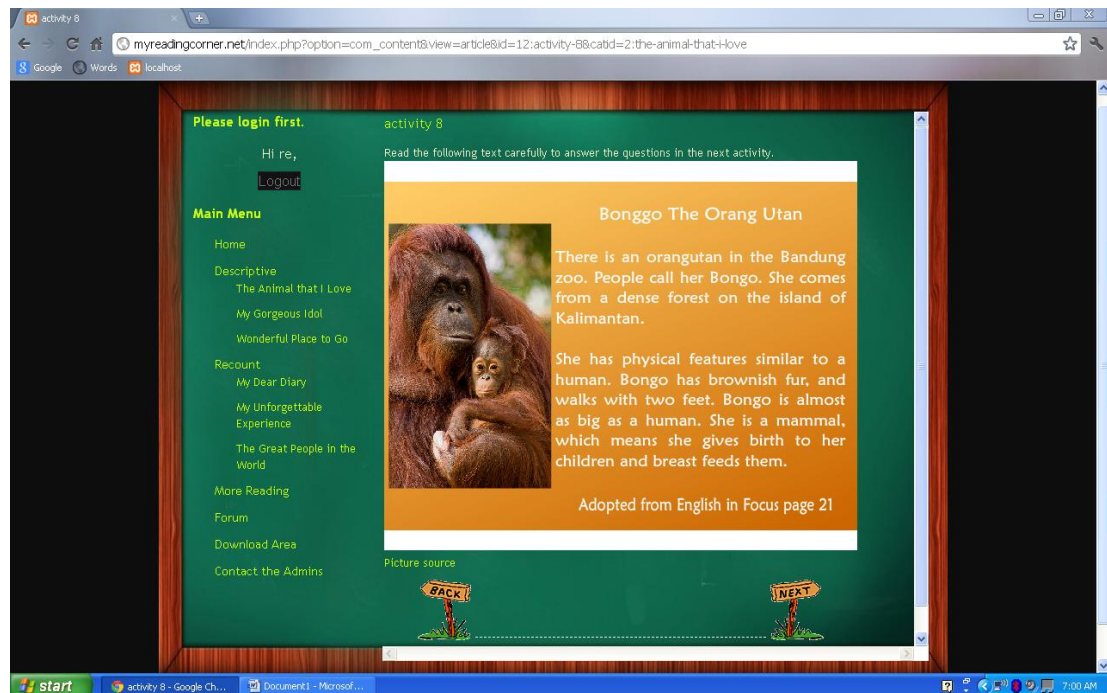 activity 8
myreadingcorner.net/index.php?option=com_content&view=article&id=12:activity-8&catid=2:the-animal-that-i-love
Google Words localhost
Please login first.
Hi re,
Logout
Main Menu
Home
Descriptive
The Animal that I Love
My Gorgeous Idol
Wonderful Place to Go
Recount
My Dear Diary
My Unforgettable
Experience
The Great People in the
World
More Reading
Forum
Download Area
Contact the Admins
activity 8
Read the following text carefully to answer the questions in the next activity.
Bonggo The Orang Utan
There is an orangutan in the Bandung
zoo. People call her Bongo. She comes
from a dense forest on the island of
Kalimantan.
She has physical features similar to a
human. Bongo has brownish fur, and
walks with two feet. Bongo is almost
as big as a human. She is a mammal,
which means she gives birth to her
children and breast feeds them.
Adopted from English in Focus page 21
Picture source
BACK
NEXT
start
activity 8 - Google Ch...
Document1 - Microsof...
7:00 AM